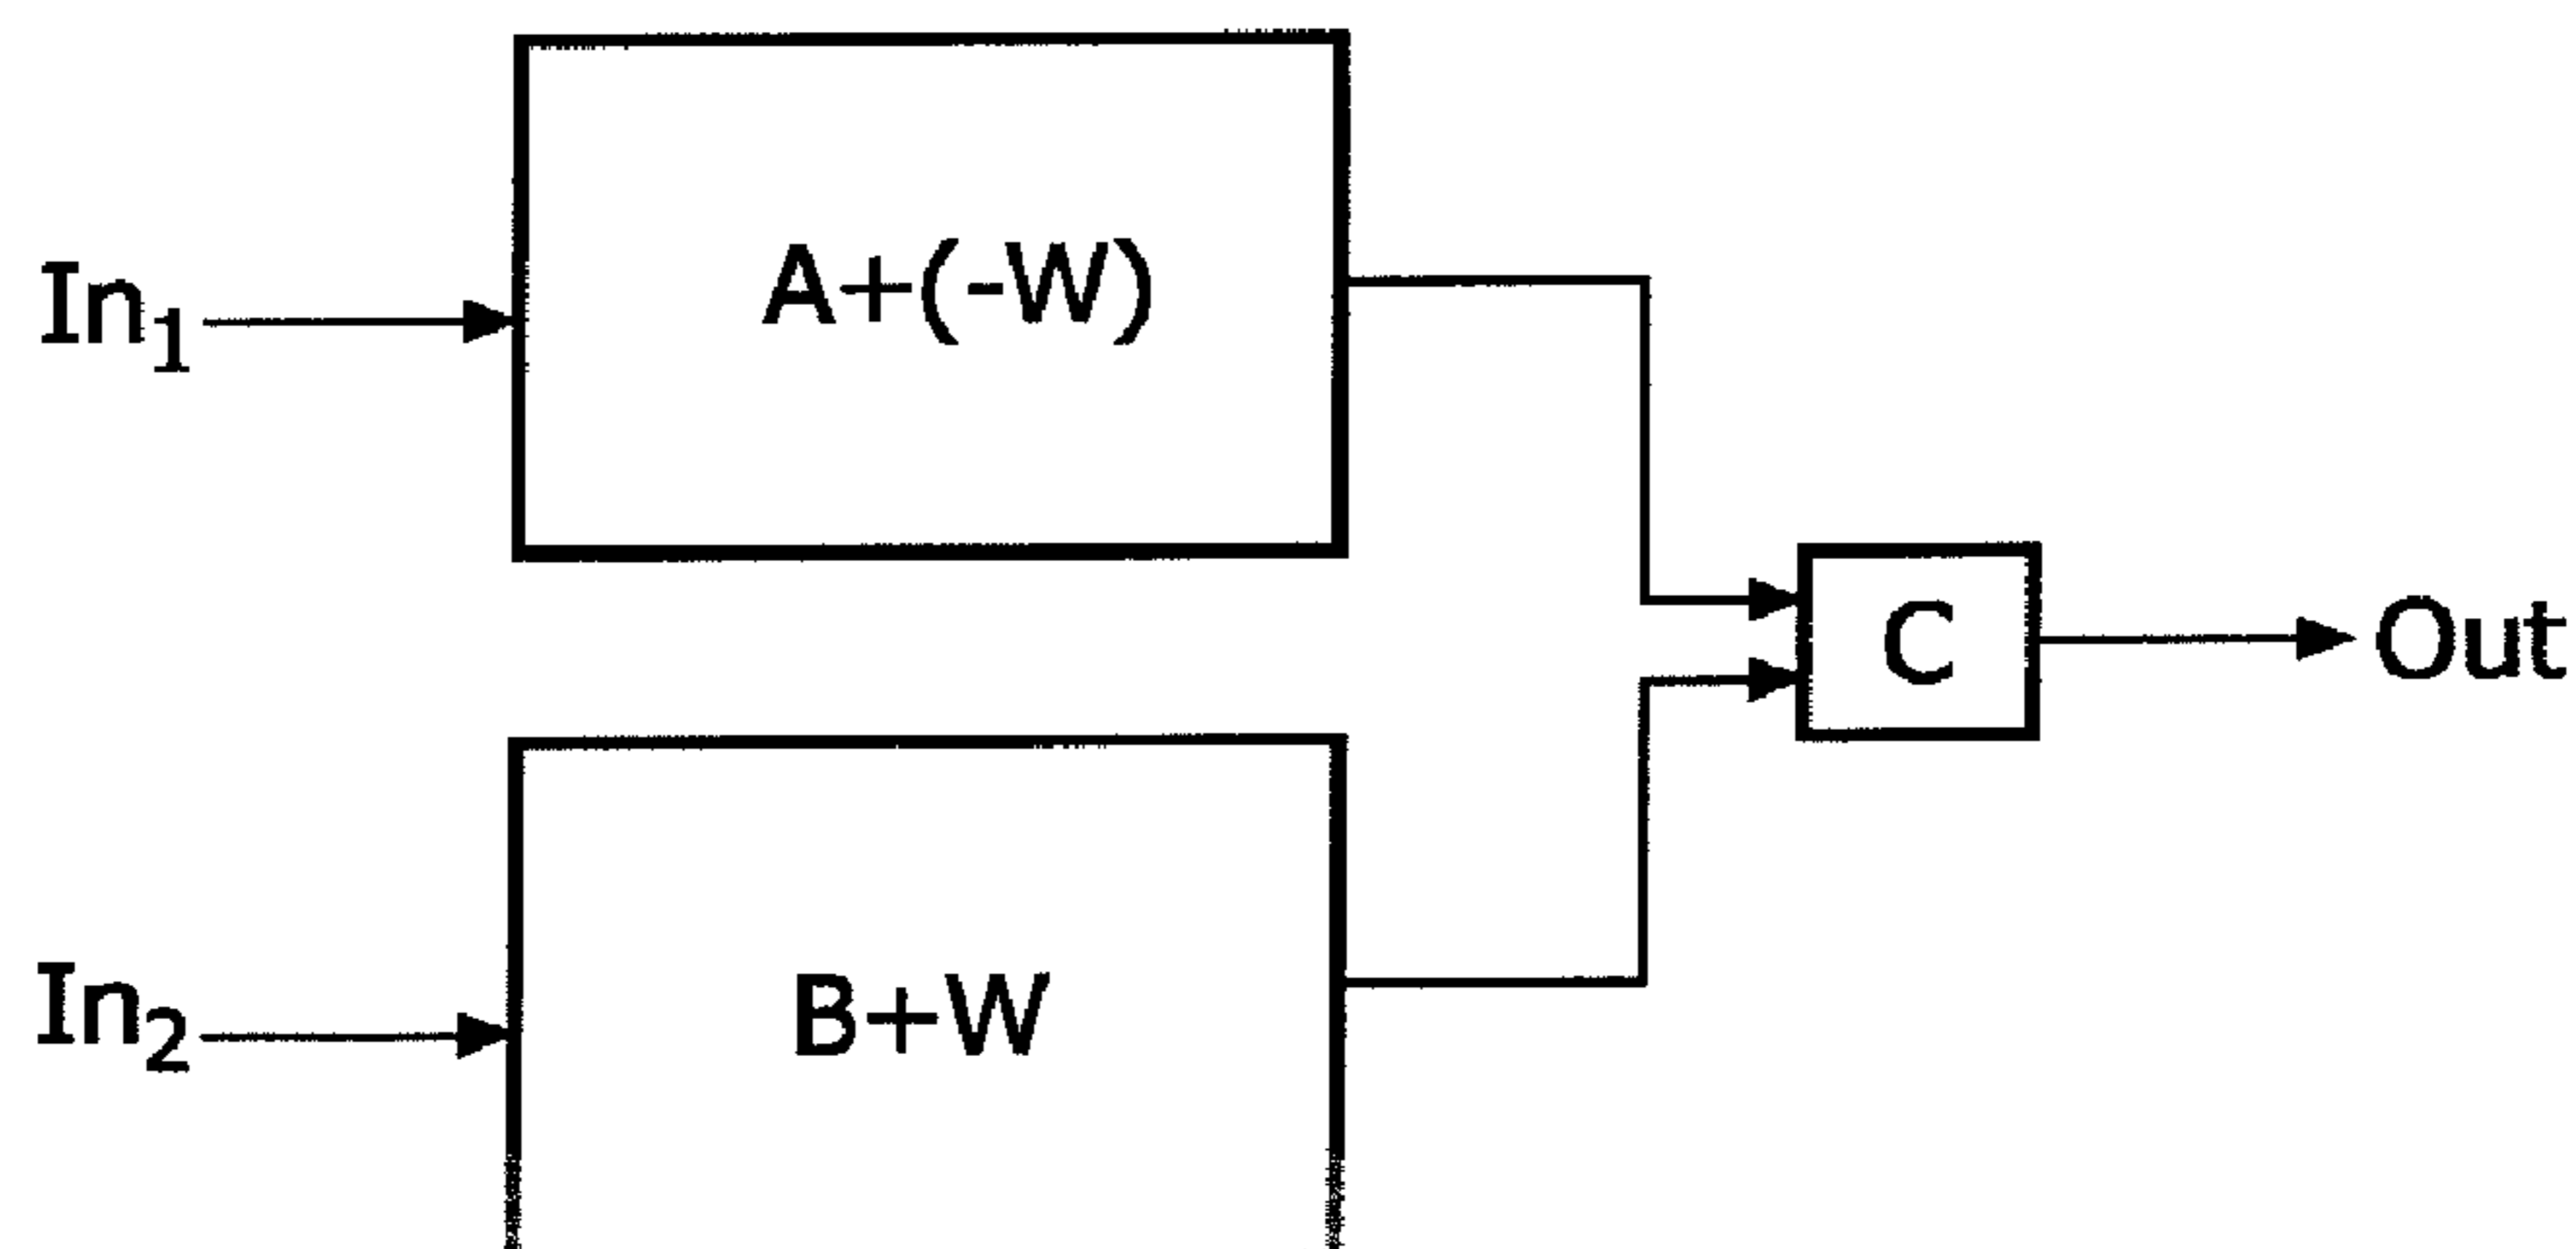 In₁
A+(-W)
C
Out
In₂
B+W